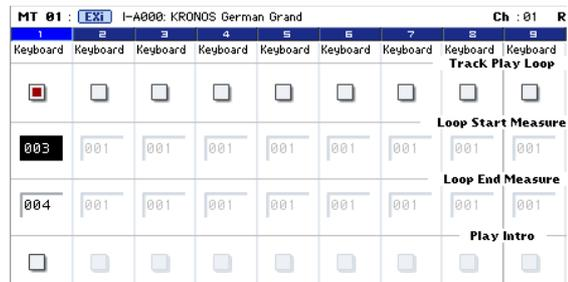 MT 01 : EXi I-A000: KRONOS German Grand Ch : 01 R
1 2 3 4 5 6 7 8 9
Keyboard Keyboard Keyboard Keyboard Keyboard Keyboard Keyboard Keyboard Keyboard
Track Play Loop
Loop Start Measure
003 001 001 001 001 001 001 001 001
Loop End Measure
004 001 001 001 001 001 001 001 001
Play Intro